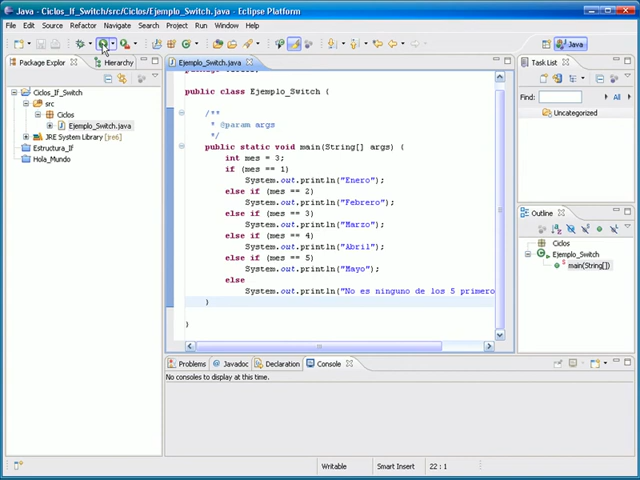 Java - Ciclos_If_Switch/src/Ciclos/Ejemplo_Switch.java - Eclipse Platform
File Edit Source Refactor Navigate Search Project Run Window Help
Java
Package Explor
Hierarchy
Ciclos_If_Switch
src
Ciclos
Ejemplo_Switch.java
JRE System Library [jre6]
Estructura_If
Hola_Mundo
Ejemplo_Switch.java
public class Ejemplo_Switch {
/**
* @param args
*/
public static void main(String[] args) {
int mes = 3;
if (mes == 1)
System.out.println("Enero");
else if (mes == 2)
System.out.println("Febrero");
else if (mes == 3)
System.out.println("Marzo");
else if (mes == 4)
System.out.println("Abril");
else if (mes == 5)
System.out.println("Mayo");
else
System.out.println("No es ninguno de los 5 primero
}
}
Task List
Find:
All
Uncategorized
Outline
Ciclos
Ejemplo_Switch
main(String[])
Problems
Javadoc
Declaration
Console
No consoles to display at this time.
Writable
Smart Insert
22 : 1